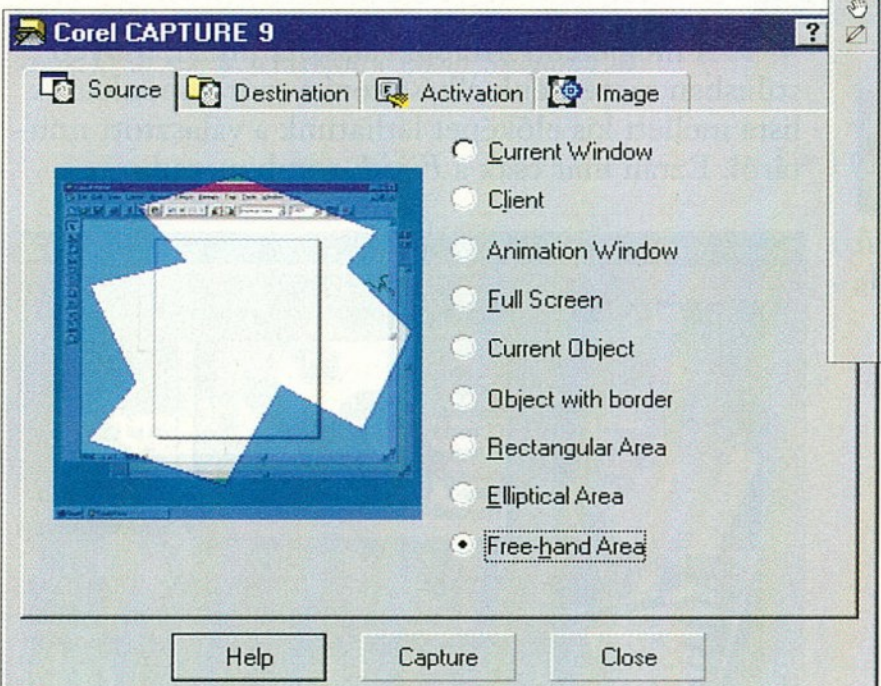 Corel CAPTURE 9
?
Source
Destination
Activation
Image
Current Window
Client
Animation Window
Full Screen
Current Object
Object with border
Rectangular Area
Elliptical Area
Free-hand Area
Help
Capture
Close